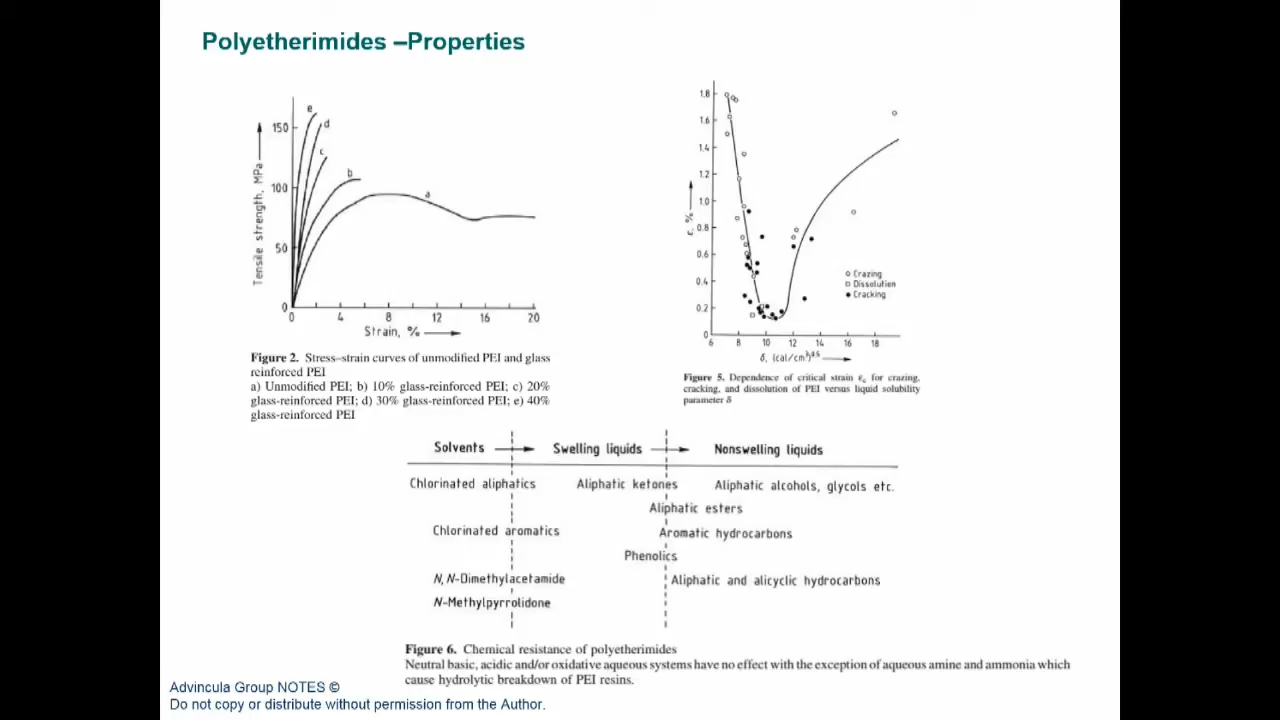 Polyetherimides –Properties
Tensile strength, MPa
150
100
50
0
e
d
c
b
a
0 4 8 12 16 20
Strain, %
Figure 2. Stress–strain curves of unmodified PEI and glass
reinforced PEI
a) Unmodified PEI; b) 10% glass-reinforced PEI; c) 20%
glass-reinforced PEI; d) 30% glass-reinforced PEI; e) 40%
glass-reinforced PEI
ε, %
1.8
1.6
1.4
1.2
1.0
0.8
0.6
0.4
0.2
0
Crazing
Dissolution
Cracking
6 8 10 12 14 16 18
δ, (cal/cm³)⁰·⁵
Figure 5. Dependence of critical strain εc for crazing,
cracking, and dissolution of PEI versus liquid solubility
parameter δ
Solvents Swelling liquids Nonswelling liquids
Chlorinated aliphatics Aliphatic ketones Aliphatic alcohols, glycols etc.
Aliphatic esters
Chlorinated aromatics Aromatic hydrocarbons
Phenolics
N,N-Dimethylacetamide Aliphatic and alicyclic hydrocarbons
N-Methylpyrrolidone
Figure 6. Chemical resistance of polyetherimides
Neutral basic, acidic and/or oxidative aqueous systems have no effect with the exception of aqueous amine and ammonia which
cause hydrolytic breakdown of PEI resins.
Advincula Group NOTES ©
Do not copy or distribute without permission from the Author.